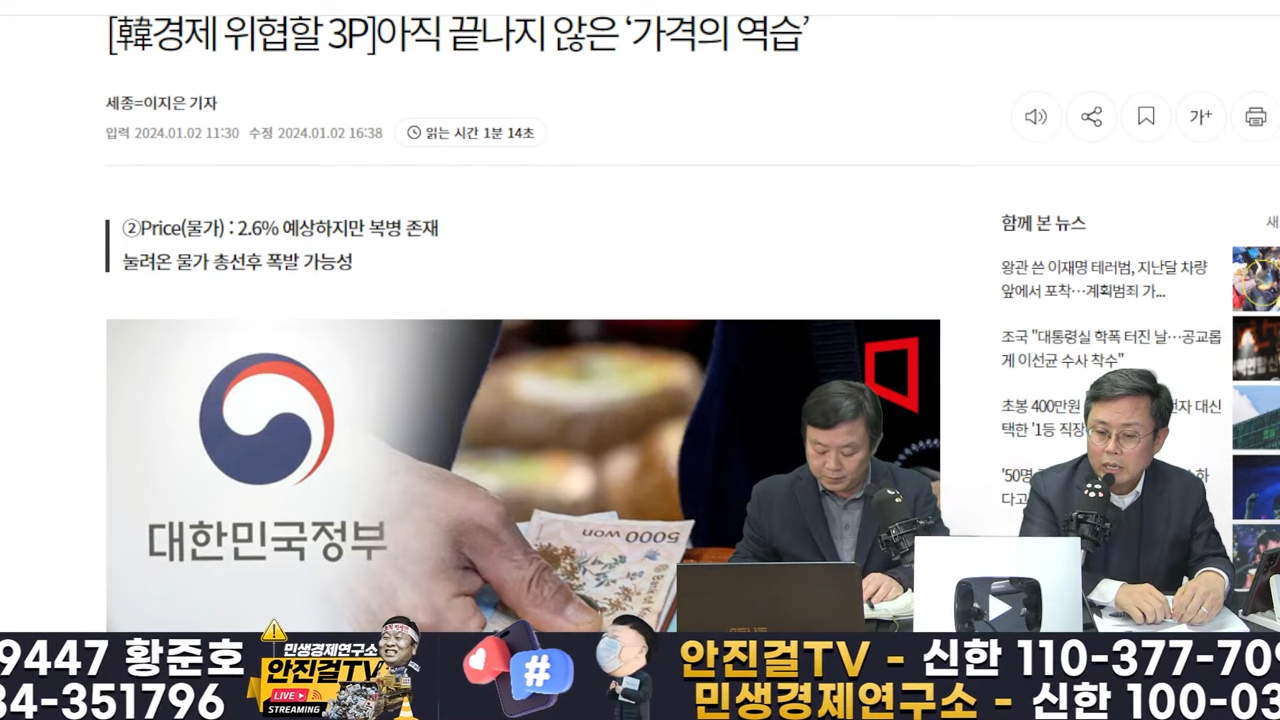 [韓경제 위협할 3P]아직 끝나지 않은 ‘가격의 역습’
세종=이지은 기자
입력 2024.01.02 11:30 수정 2024.01.02 16:38 읽는 시간 1분 14초
가+
②Price(물가) : 2.6% 예상하지만 복병 존재
눌려온 물가 총선후 폭발 가능성
함께 본 뉴스
새
왕관 쓴 이재명 테러범, 지난달 차량
앞에서 포착…계획범죄 가...
조국 "대통령실 학폭 터진 날…공교롭
게 이선균 수사 착수"
초봉 400만원 대신
택한 '1등 직장
'50명 하
다고
대한민국정부
5000 won
9447 황준호
34-351796
민생경제연구소
안진걸TV
LIVE
STREAMING
#
안진걸TV - 신한 110-377-709
민생경제연구소 - 신한 100-03